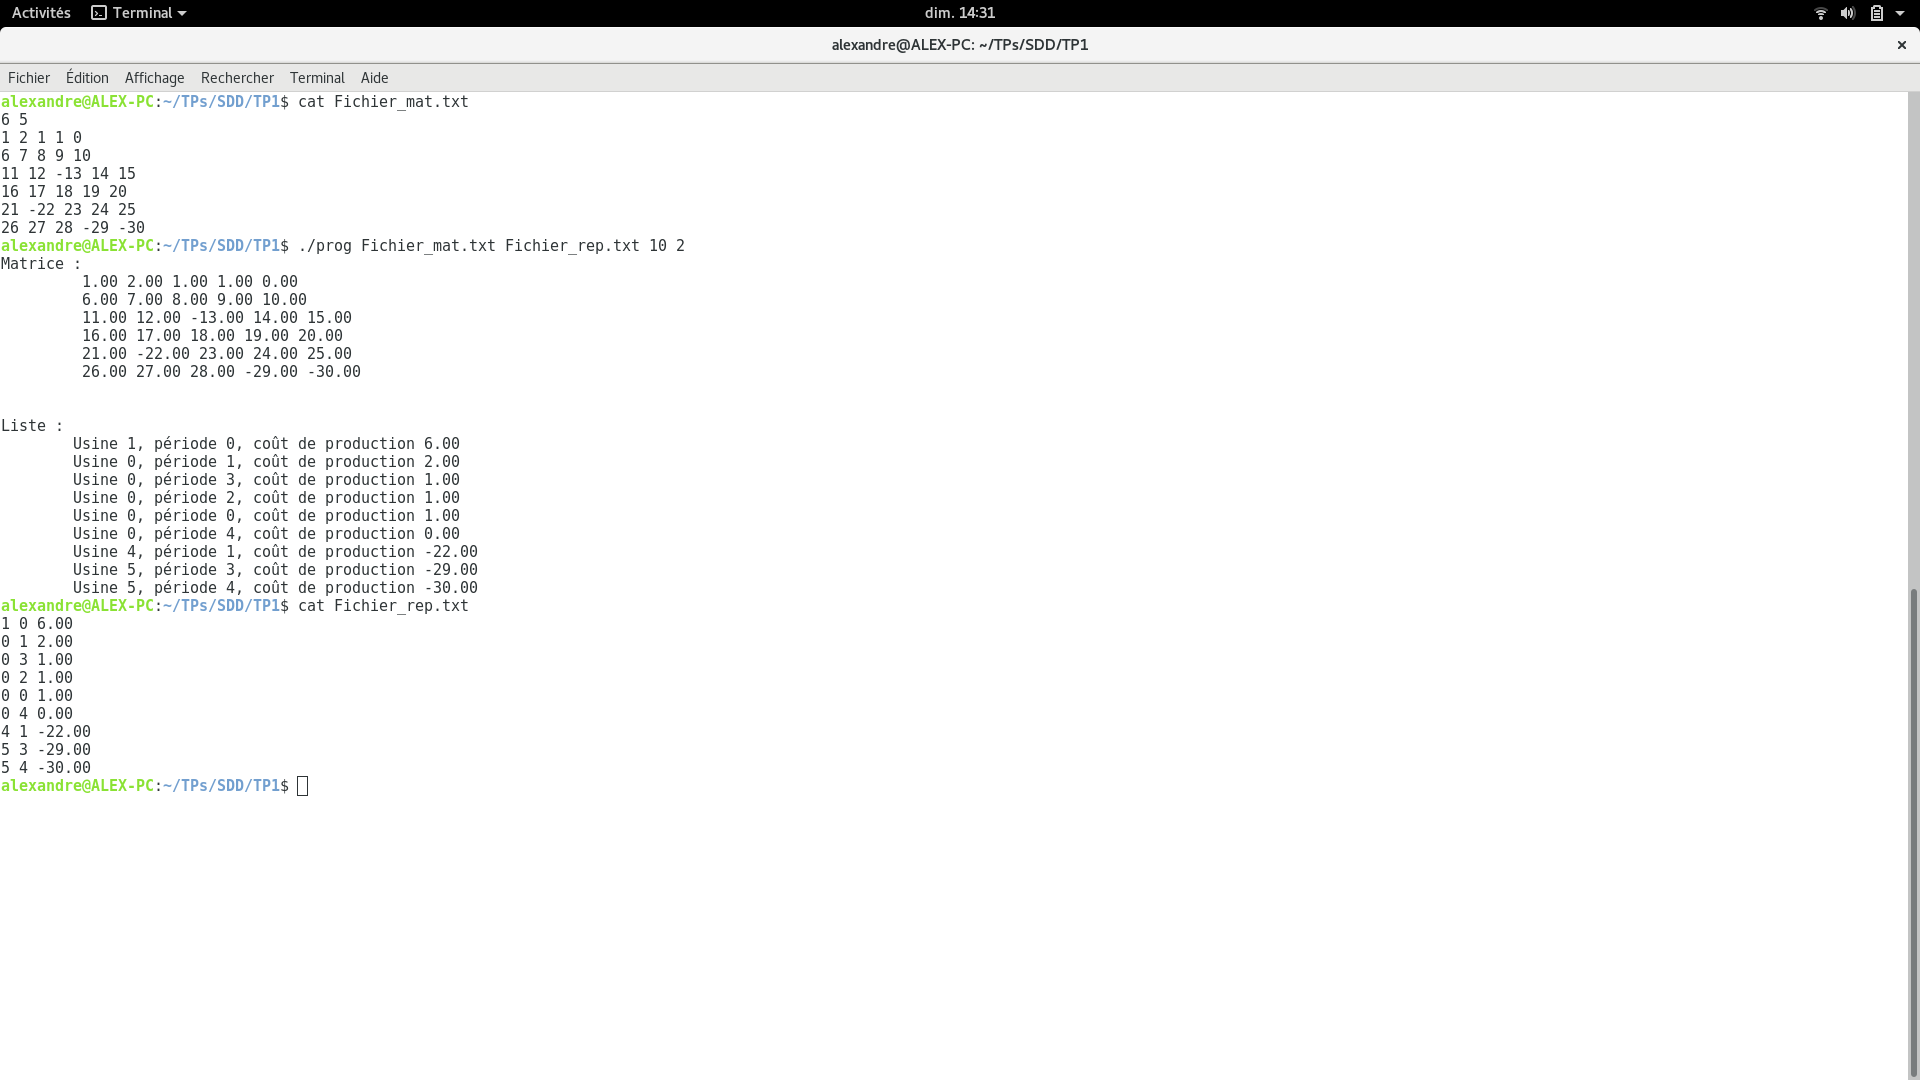 Activités Terminal dim. 14:31
alexandre@ALEX-PC: ~/TPs/SDD/TP1
Fichier Édition Affichage Rechercher Terminal Aide
alexandre@ALEX-PC:~/TPs/SDD/TP1$ cat Fichier_mat.txt
6 5
1 2 1 1 0
6 7 8 9 10
11 12 -13 14 15
16 17 18 19 20
21 -22 23 24 25
26 27 28 -29 -30
alexandre@ALEX-PC:~/TPs/SDD/TP1$ ./prog Fichier_mat.txt Fichier_rep.txt 10 2
Matrice :
1.00 2.00 1.00 1.00 0.00
6.00 7.00 8.00 9.00 10.00
11.00 12.00 -13.00 14.00 15.00
16.00 17.00 18.00 19.00 20.00
21.00 -22.00 23.00 24.00 25.00
26.00 27.00 28.00 -29.00 -30.00
Liste :
Usine 1, période 0, coût de production 6.00
Usine 0, période 1, coût de production 2.00
Usine 0, période 3, coût de production 1.00
Usine 0, période 2, coût de production 1.00
Usine 0, période 0, coût de production 1.00
Usine 0, période 4, coût de production 0.00
Usine 4, période 1, coût de production -22.00
Usine 5, période 3, coût de production -29.00
Usine 5, période 4, coût de production -30.00
alexandre@ALEX-PC:~/TPs/SDD/TP1$ cat Fichier_rep.txt
1 0 6.00
0 1 2.00
0 3 1.00
0 2 1.00
0 0 1.00
0 4 0.00
4 1 -22.00
5 3 -29.00
5 4 -30.00
alexandre@ALEX-PC:~/TPs/SDD/TP1$